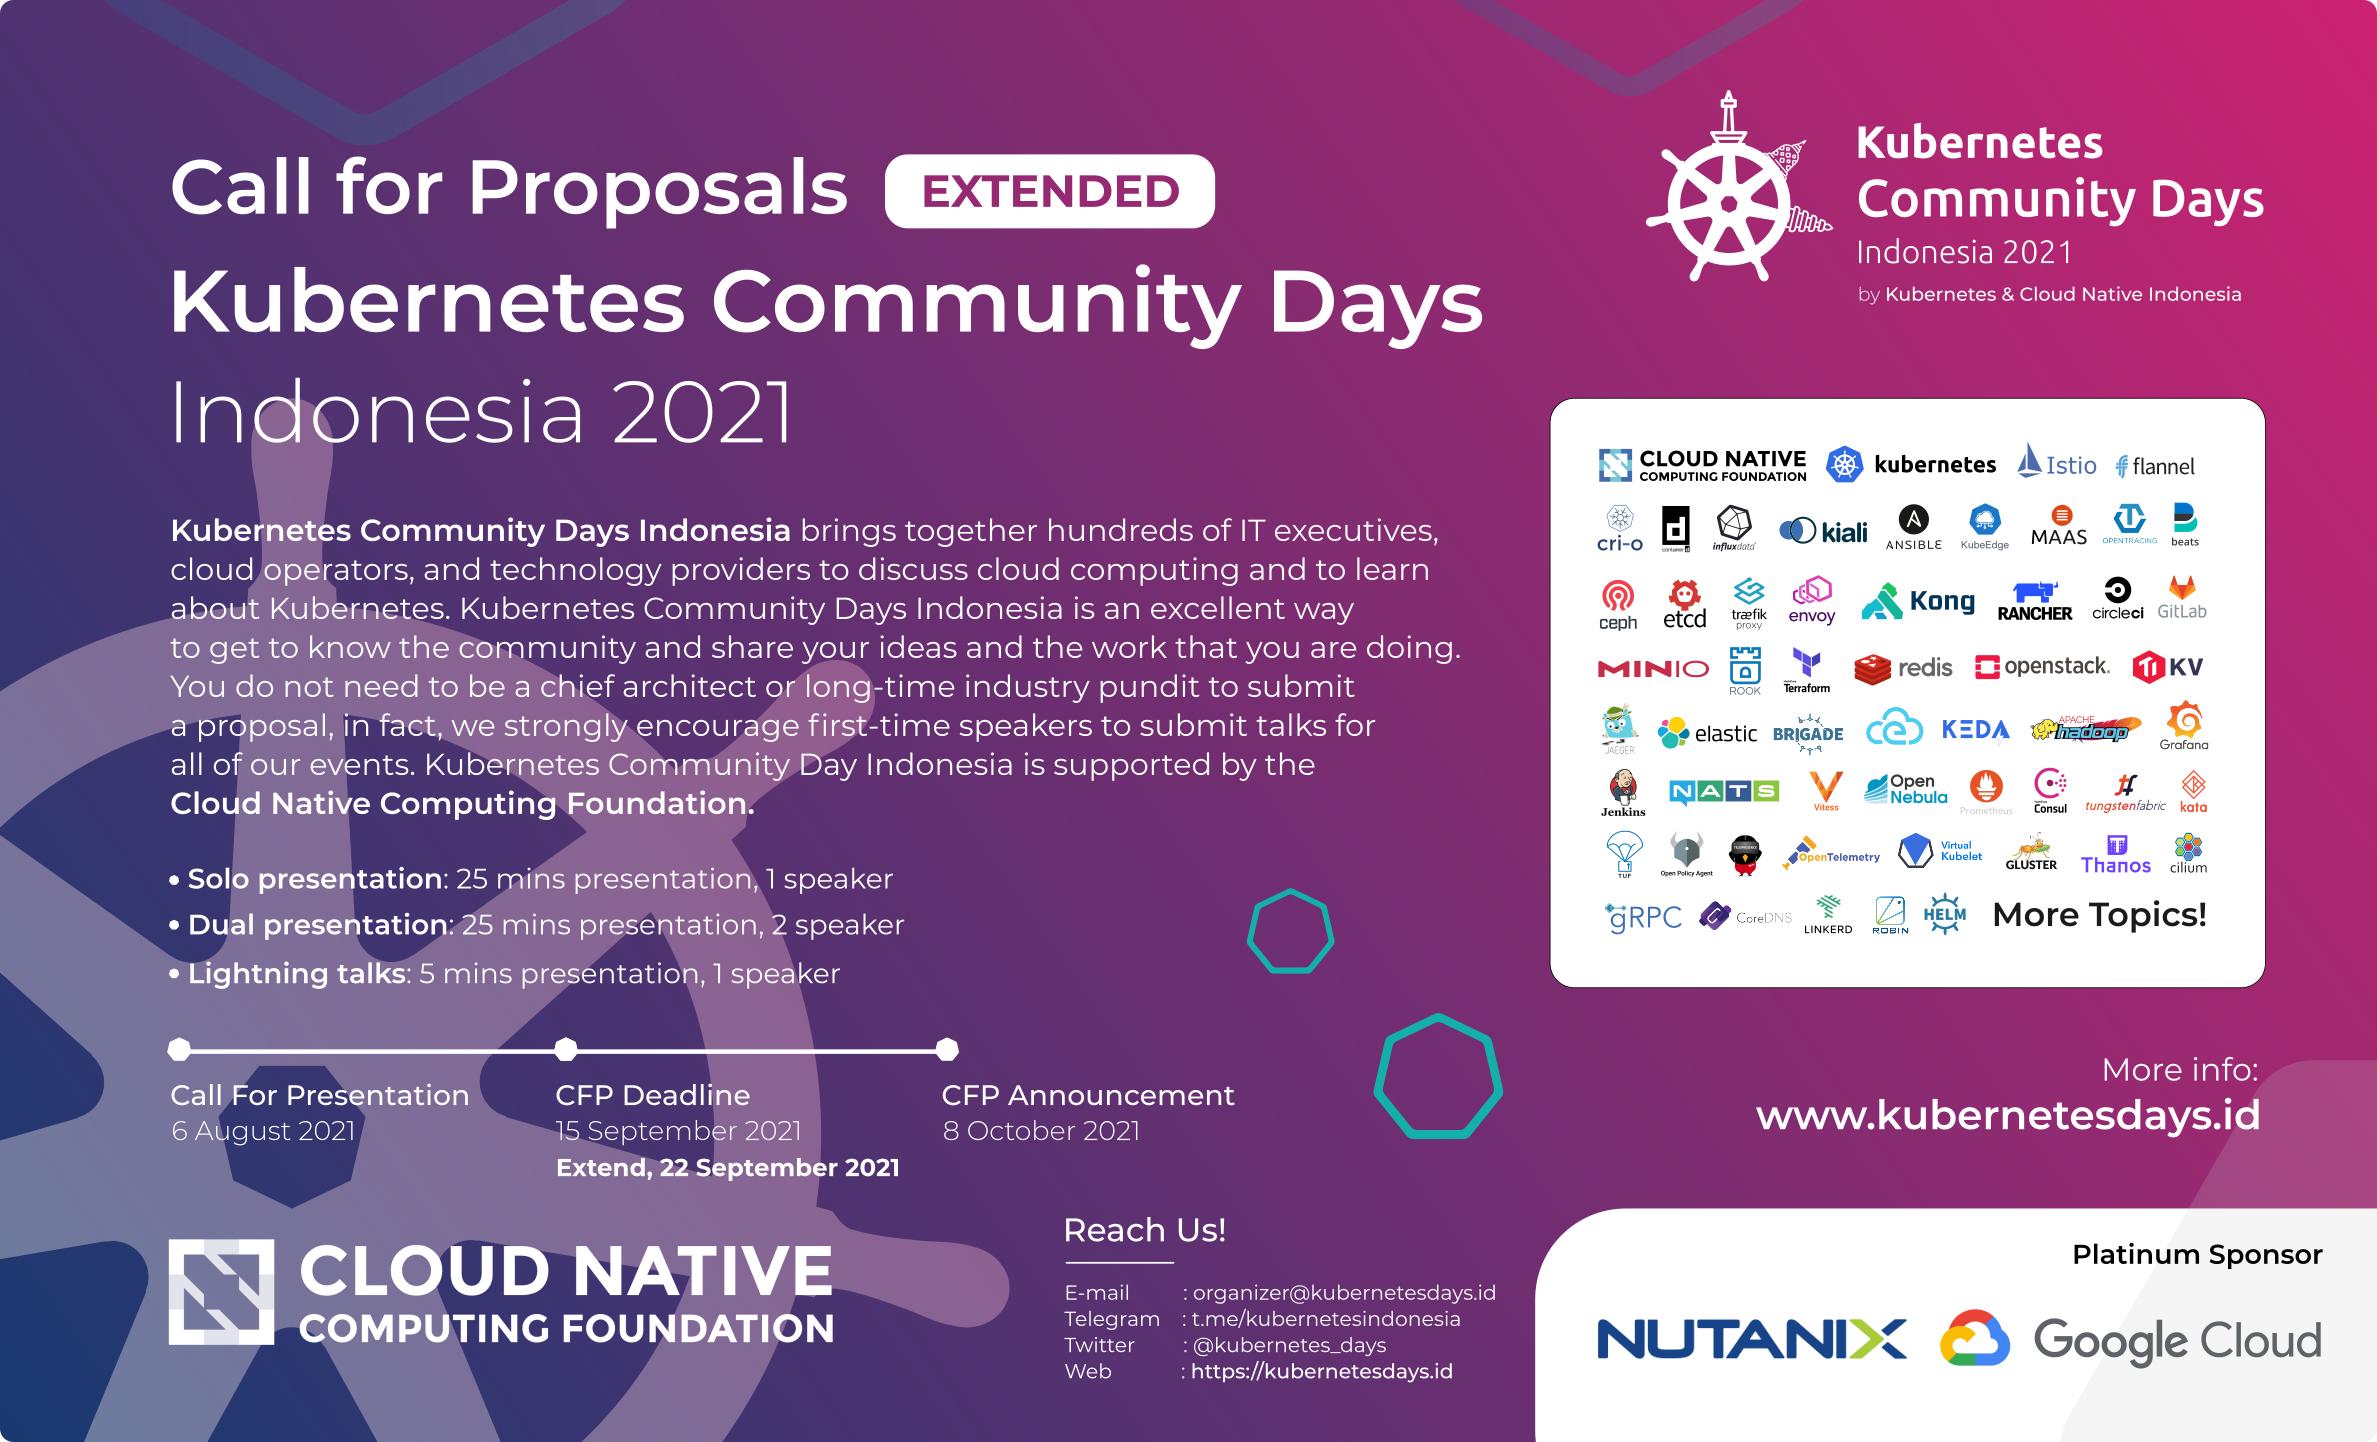 Call for Proposals EXTENDED
Kubernetes Community Days
Indonesia 2021
Kubernetes Community Days Indonesia brings together hundreds of IT executives,
cloud operators, and technology providers to discuss cloud computing and to learn
about Kubernetes. Kubernetes Community Days Indonesia is an excellent way
to get to know the community and share your ideas and the work that you are doing.
You do not need to be a chief architect or long-time industry pundit to submit
a proposal, in fact, we strongly encourage first-time speakers to submit talks for
all of our events. Kubernetes Community Day Indonesia is supported by the
Cloud Native Computing Foundation.
• Solo presentation: 25 mins presentation, 1 speaker
• Dual presentation: 25 mins presentation, 2 speaker
• Lightning talks: 5 mins presentation, 1 speaker
Call For Presentation
6 August 2021
CFP Deadline
15 September 2021
Extend, 22 September 2021
CFP Announcement
8 October 2021
CLOUD NATIVE
COMPUTING FOUNDATION
Reach Us!
E-mail : organizer@kubernetesdays.id
Telegram : t.me/kubernetesindonesia
Twitter : @kubernetes_days
Web : https://kubernetesdays.id
Kubernetes
Community Days
Indonesia 2021
by Kubernetes & Cloud Native Indonesia
CLOUD NATIVE COMPUTING FOUNDATION kubernetes Istio flannel
cri-o containerd influxdata kiali ANSIBLE KubeEdge MAAS OPENTRACING beats
ceph etcd træfik proxy envoy Kong RANCHER circleci GitLab
MINIO ROOK Terraform redis openstack. TiKV
JAEGER elastic BRIGADE KEDA APACHE hadoop Grafana
Jenkins NATS Vitess Open Nebula Prometheus Consul tungstenfabric kata
TUF Open Policy Agent OpenTelemetry Virtual Kubelet GLUSTER Thanos cilium
gRPC CoreDNS LINKERD ROBIN HELM More Topics!
More info:
www.kubernetesdays.id
Platinum Sponsor
NUTANIX Google Cloud